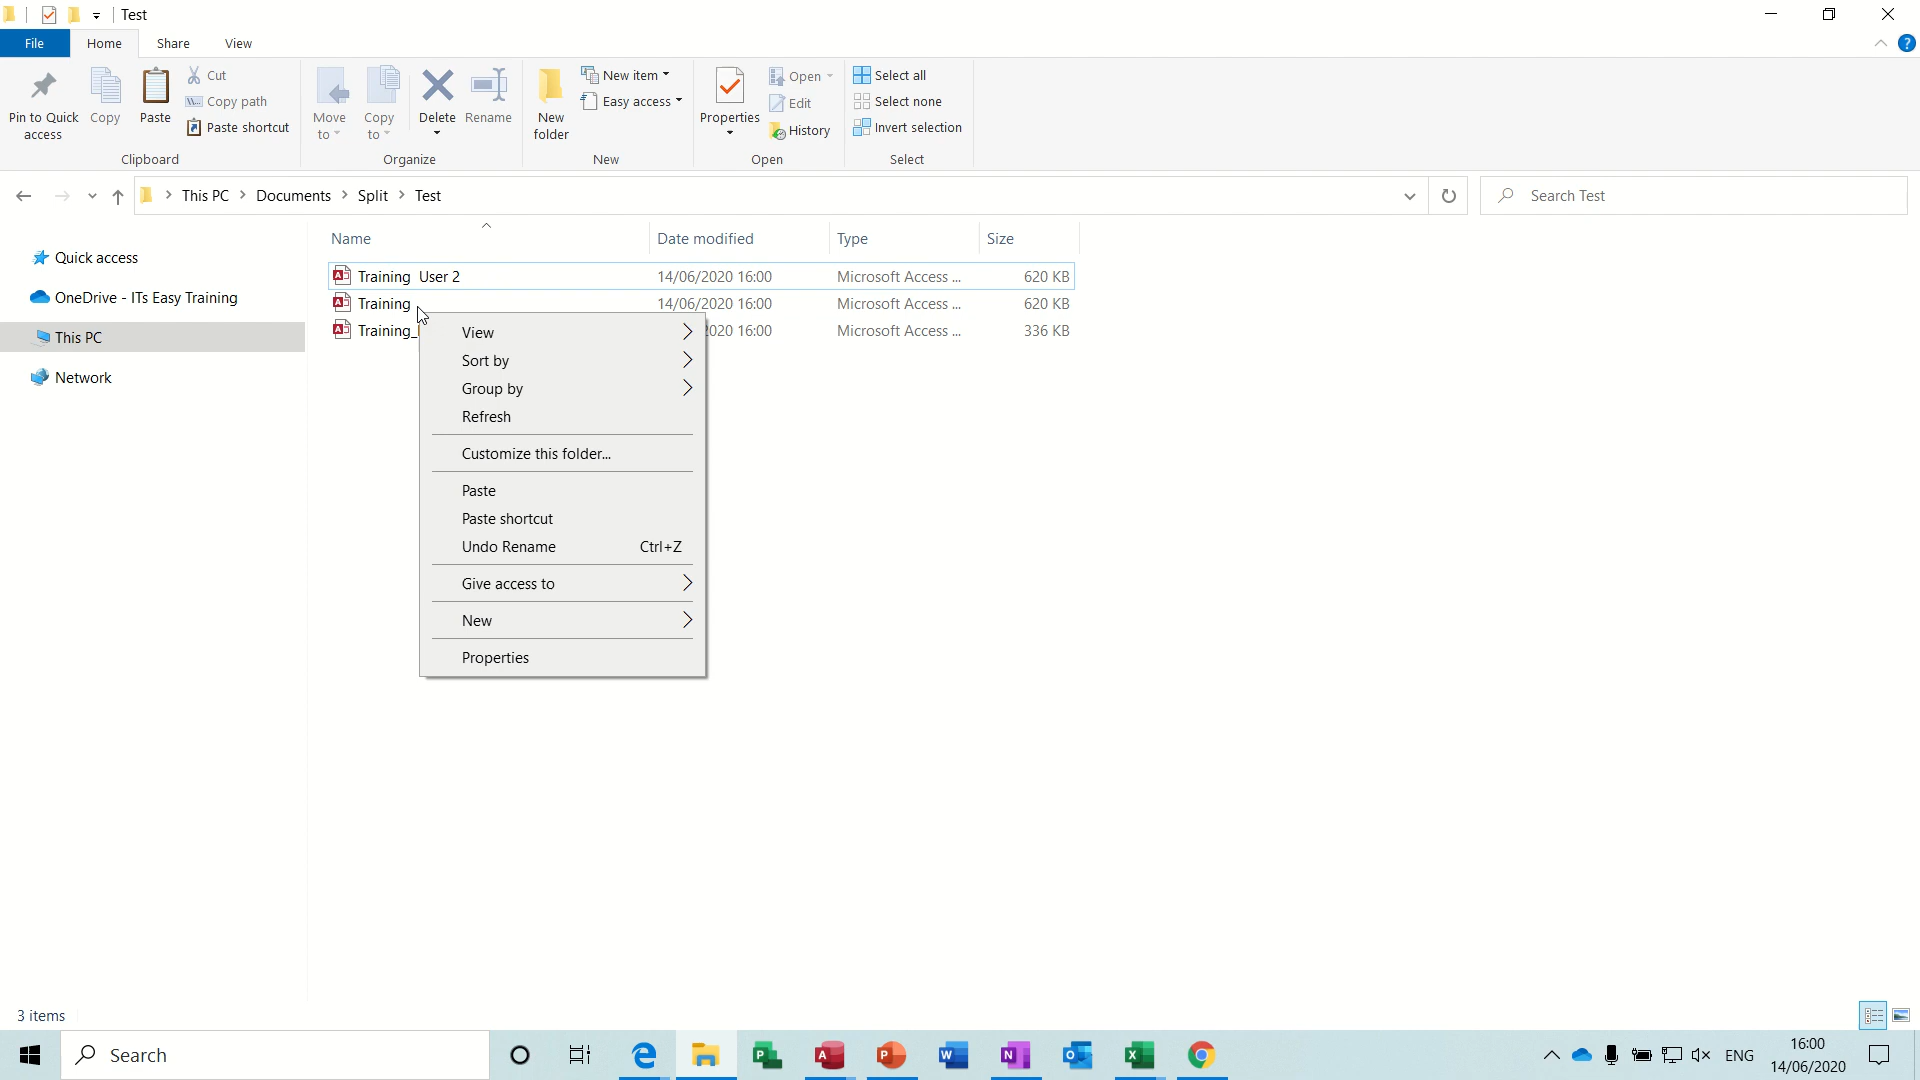 Test
File Home Share View
Pin to Quick access
Copy
Paste
Cut
Copy path
Paste shortcut
Clipboard
Move to
Copy to
Delete
Rename
Organize
New folder
New item
Easy access
New
Properties
Open
Edit
History
Open
Select all
Select none
Invert selection
Select
This PC > Documents > Split > Test
Search Test
Quick access
OneDrive - ITs Easy Training
This PC
Network
Name Date modified Type Size
Training User 2 14/06/2020 16:00 Microsoft Access ... 620 KB
Training 14/06/2020 16:00 Microsoft Access ... 620 KB
Training_ 2020 16:00 Microsoft Access ... 336 KB
View
Sort by
Group by
Refresh
Customize this folder...
Paste
Paste shortcut
Undo Rename Ctrl+Z
Give access to
New
Properties
3 items
Search
ENG
16:00
14/06/2020